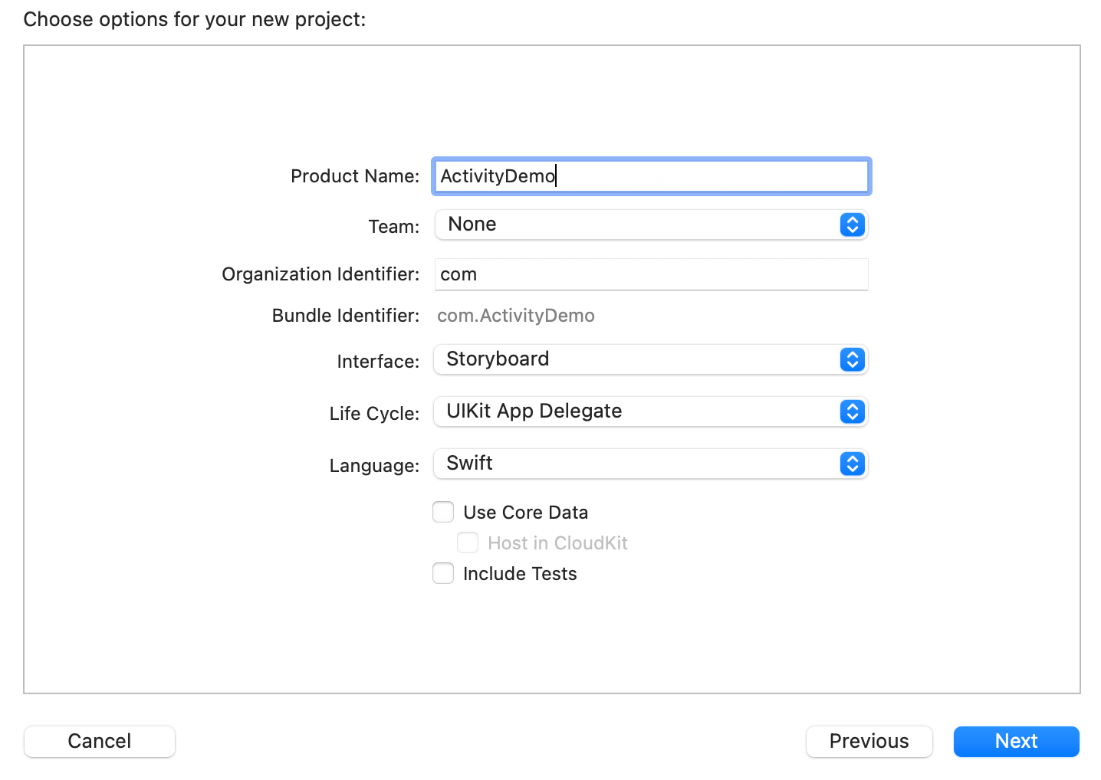 Choose options for your new project:
Product Name: ActivityDemo
Team: None
Organization Identifier: com
Bundle Identifier: com.ActivityDemo
Interface: Storyboard
Life Cycle: UIKit App Delegate
Language: Swift
Use Core Data
Host in CloudKit
Include Tests
Cancel Previous Next